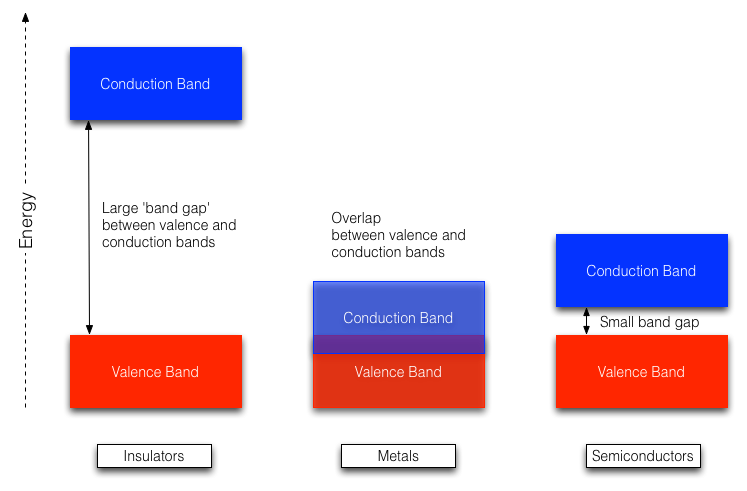 Energy
Conduction Band
Large 'band gap'
between valence and
conduction bands
Valence Band
Insulators
Overlap
between valence and
conduction bands
Conduction Band
Valence Band
Metals
Conduction Band
Small band gap
Valence Band
Semiconductors